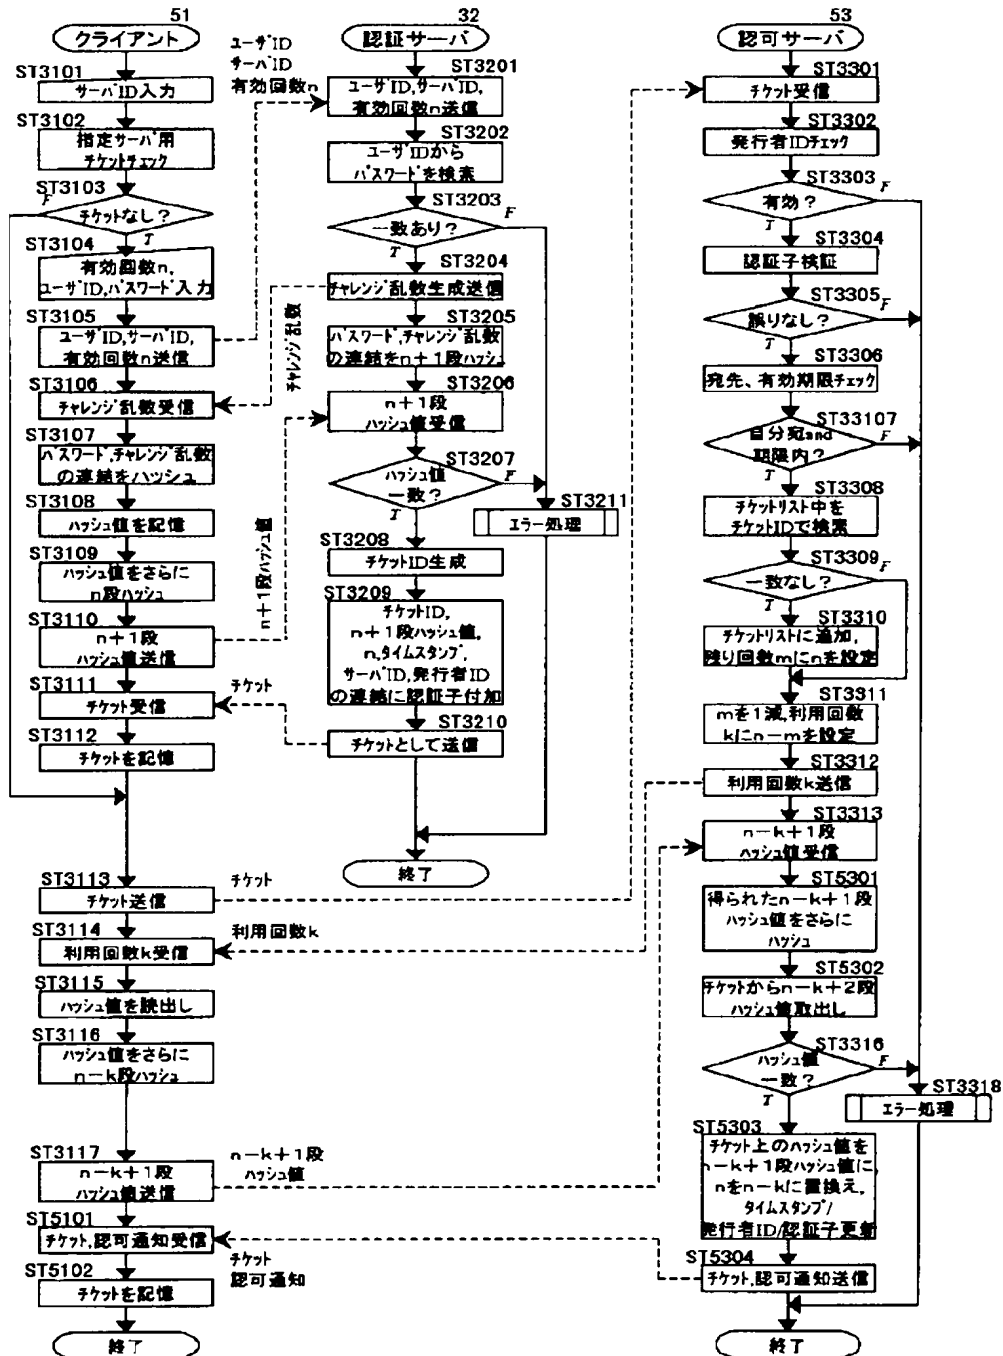 51
クライアント
ST3101
サーバID入力
ST3102
指定サーバ用
チケットチェック
ST3103
F
チケットなし?
T
ST3104
有効回数n,
ユーザID,パスワード入力
ST3105
ユーザID,サーバID,
有効回数n送信
ST3106
チャレンジ乱数受信
ST3107
パスワード,チャレンジ乱数
の連結をハッシュ
ST3108
ハッシュ値を記憶
ST3109
ハッシュ値をさらに
n段ハッシュ
ST3110
n+1段
ハッシュ値送信
ST3111
チケット受信
ST3112
チケットを記憶
ST3113
チケット送信
ST3114
利用回数k受信
ST3115
ハッシュ値を読出し
ST3116
ハッシュ値をさらに
n-k段ハッシュ
ST3117
n-k+1段
ハッシュ値送信
ST5101
チケット,認可通知受信
ST5102
チケットを記憶
終了
ユーザID
サーバID
有効回数n
チャレンジ乱数
n+1段ハッシュ値
チケット
チケット
利用回数k
n-k+1段
ハッシュ値
チケット
認可通知
32
認証サーバ
ST3201
ユーザID,サーバID,
有効回数n送信
ST3202
ユーザIDから
パスワードを検索
ST3203
一致あり?
F
T
ST3204
チャレンジ乱数生成送信
ST3205
パスワード,チャレンジ乱数
の連結をn+1段ハッシュ
ST3206
n+1段
ハッシュ値受信
ST3207
ハッシュ値
一致?
F
T
ST3211
エラー処理
ST3208
チケットID生成
ST3209
チケットID,
n+1段ハッシュ値,
n,タイムスタンプ,
サーバID,発行者ID
の連結に認証子付加
ST3210
チケットとして送信
終了
53
認可サーバ
ST3301
チケット受信
ST3302
発行者IDチェック
ST3303
有効?
F
T
ST3304
認証子検証
ST3305
誤りなし?
F
T
ST3306
宛先、有効期限チェック
ST33107
自分宛and
期限内?
F
T
ST3308
チケットリスト中を
チケットIDで検索
ST3309
一致なし?
F
T
ST3310
チケットリストに追加,
残り回数mにnを設定
ST3311
mを1減,利用回数
kにn-mを設定
ST3312
利用回数k送信
ST3313
n-k+1段
ハッシュ値受信
ST5301
得られたn-k+1段
ハッシュ値をさらに
ハッシュ
ST5302
チケットからn-k+2段
ハッシュ値取出し
ST3316
ハッシュ値
一致?
F
T
ST3318
エラー処理
ST5303
チケット上のハッシュ値を
n-k+1段ハッシュ値に,
nをn-kに置換え,
タイムスタンプ/
発行者ID/認証子更新
ST5304
チケット,認可通知送信
終了